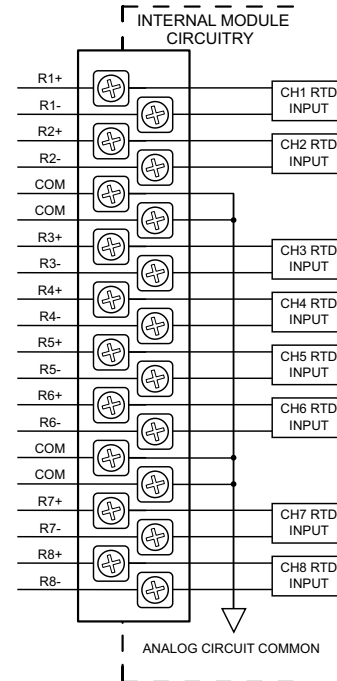 INTERNAL MODULE
CIRCUITRY
R1+
R1-
CH1 RTD
INPUT
R2+
R2-
CH2 RTD
INPUT
COM
COM
R3+
R3-
CH3 RTD
INPUT
R4+
R4-
CH4 RTD
INPUT
R5+
R5-
CH5 RTD
INPUT
R6+
R6-
CH6 RTD
INPUT
COM
COM
R7+
R7-
CH7 RTD
INPUT
R8+
R8-
CH8 RTD
INPUT
ANALOG CIRCUIT COMMON